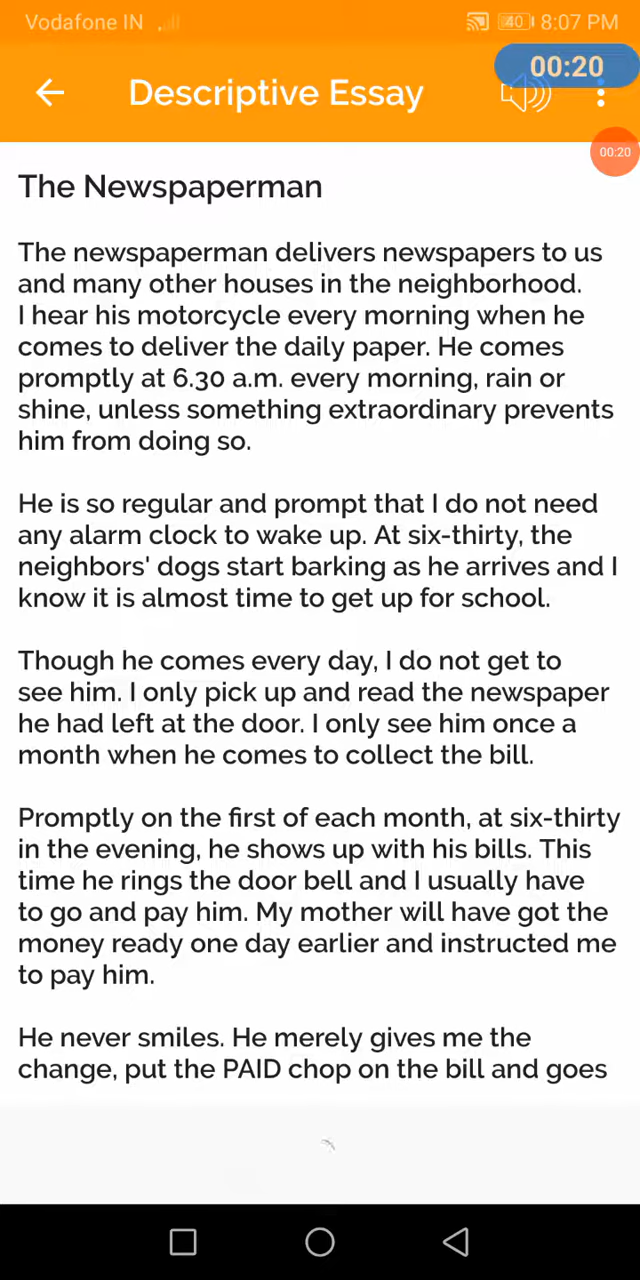 Vodafone IN
40 8:07 PM
00:20
Descriptive Essay
00:20
The Newspaperman
The newspaperman delivers newspapers to us
and many other houses in the neighborhood.
I hear his motorcycle every morning when he
comes to deliver the daily paper. He comes
promptly at 6.30 a.m. every morning, rain or
shine, unless something extraordinary prevents
him from doing so.
He is so regular and prompt that I do not need
any alarm clock to wake up. At six-thirty, the
neighbors' dogs start barking as he arrives and I
know it is almost time to get up for school.
Though he comes every day, I do not get to
see him. I only pick up and read the newspaper
he had left at the door. I only see him once a
month when he comes to collect the bill.
Promptly on the first of each month, at six-thirty
in the evening, he shows up with his bills. This
time he rings the door bell and I usually have
to go and pay him. My mother will have got the
money ready one day earlier and instructed me
to pay him.
He never smiles. He merely gives me the
change, put the PAID chop on the bill and goes